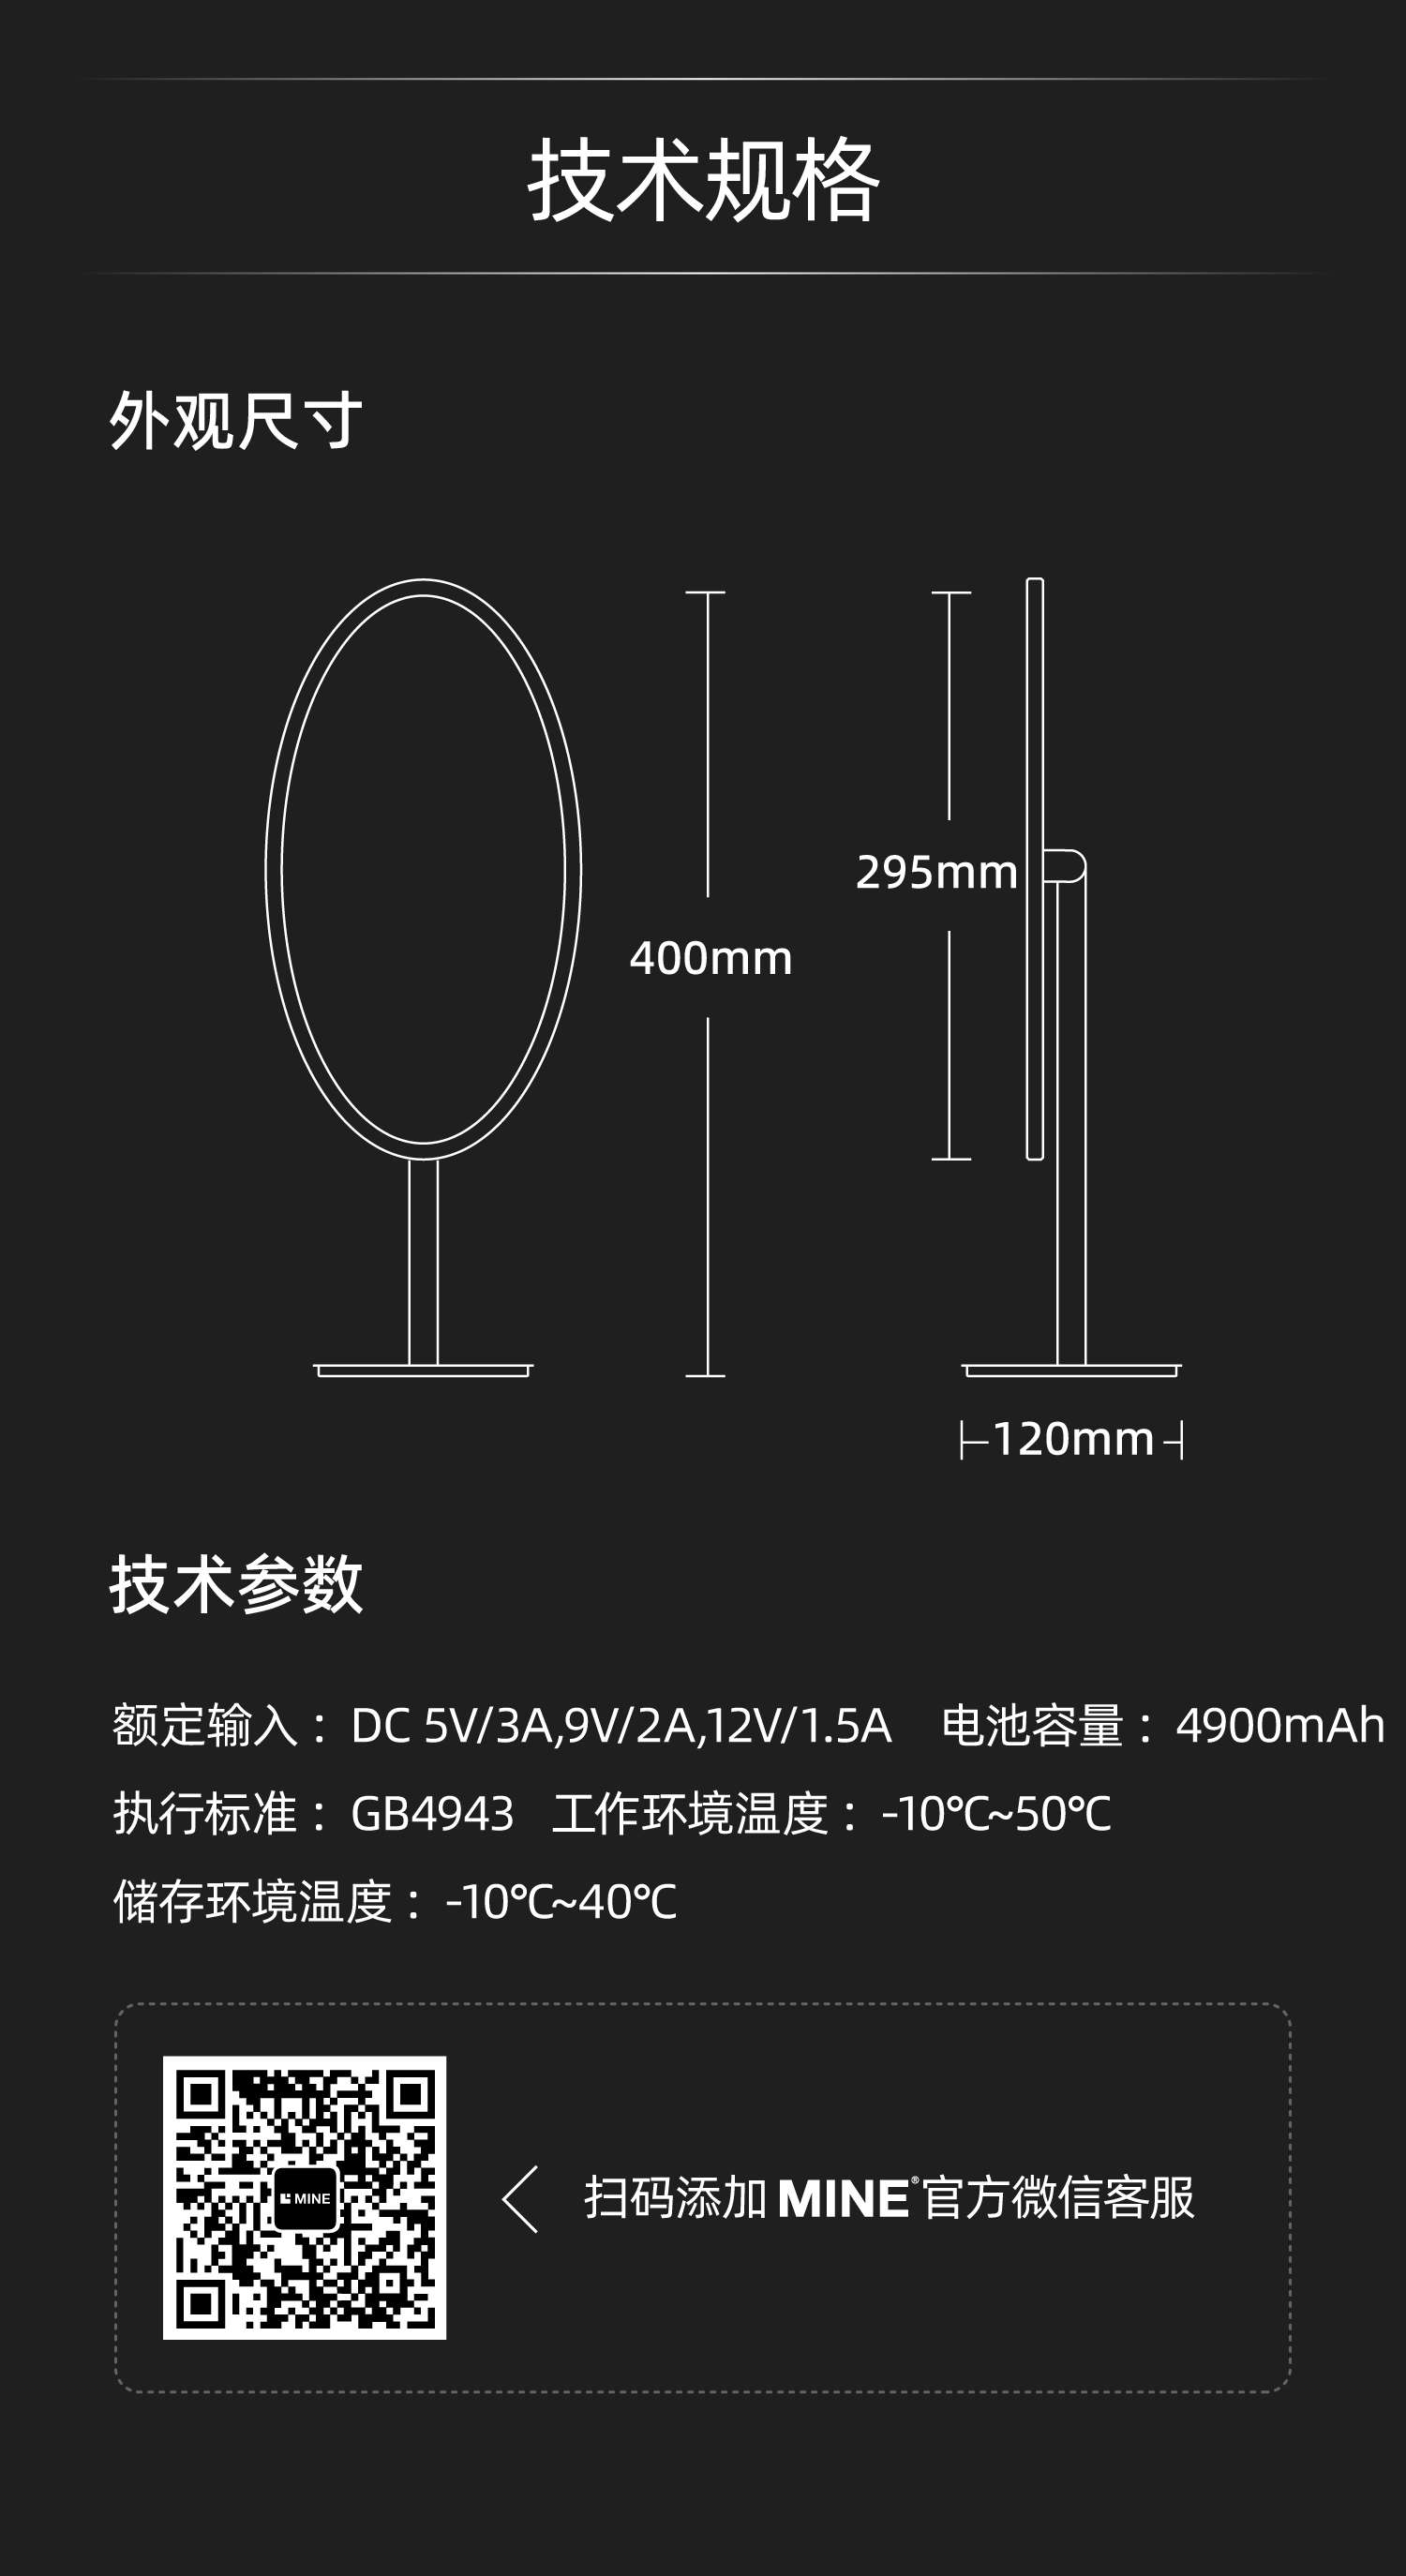 技术规格
外观尺寸
295mm
400mm
120mm
技术参数
额定输入：DC 5V/3A,9V/2A,12V/1.5A 电池容量：4900mAh
执行标准：GB4943 工作环境温度：-10℃~50℃
储存环境温度：-10℃~40℃
MINE
扫码添加 MINE®官方微信客服